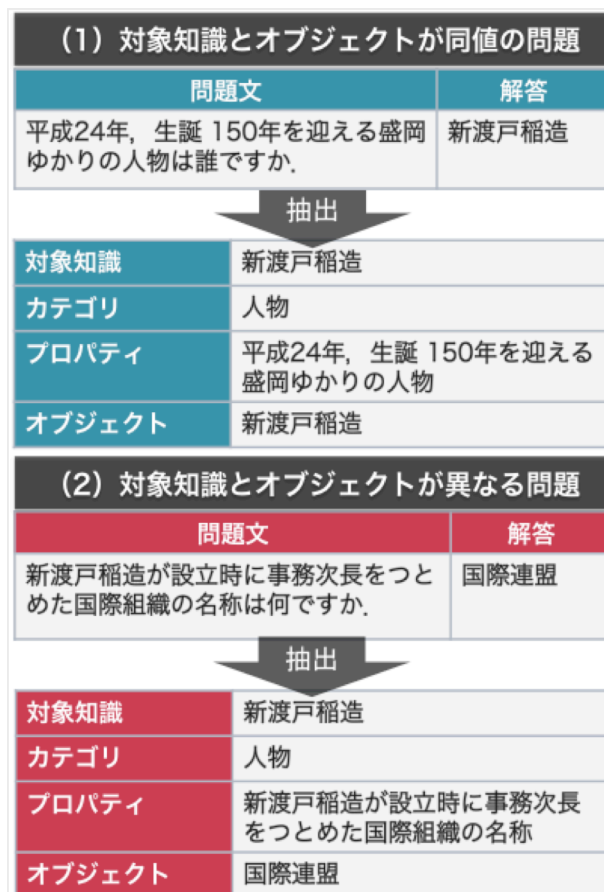 （1）対象知識とオブジェクトが同値の問題
問題文 解答
平成24年，生誕 150年を迎える盛岡 新渡戸稲造
ゆかりの人物は誰ですか．
抽出
対象知識 新渡戸稲造
カテゴリ 人物
プロパティ 平成24年，生誕 150年を迎える
盛岡ゆかりの人物
オブジェクト 新渡戸稲造
（2）対象知識とオブジェクトが異なる問題
問題文 解答
新渡戸稲造が設立時に事務次長をつと 国際連盟
めた国際組織の名称は何ですか．
抽出
対象知識 新渡戸稲造
カテゴリ 人物
プロパティ 新渡戸稲造が設立時に事務次長
をつとめた国際組織の名称
オブジェクト 国際連盟